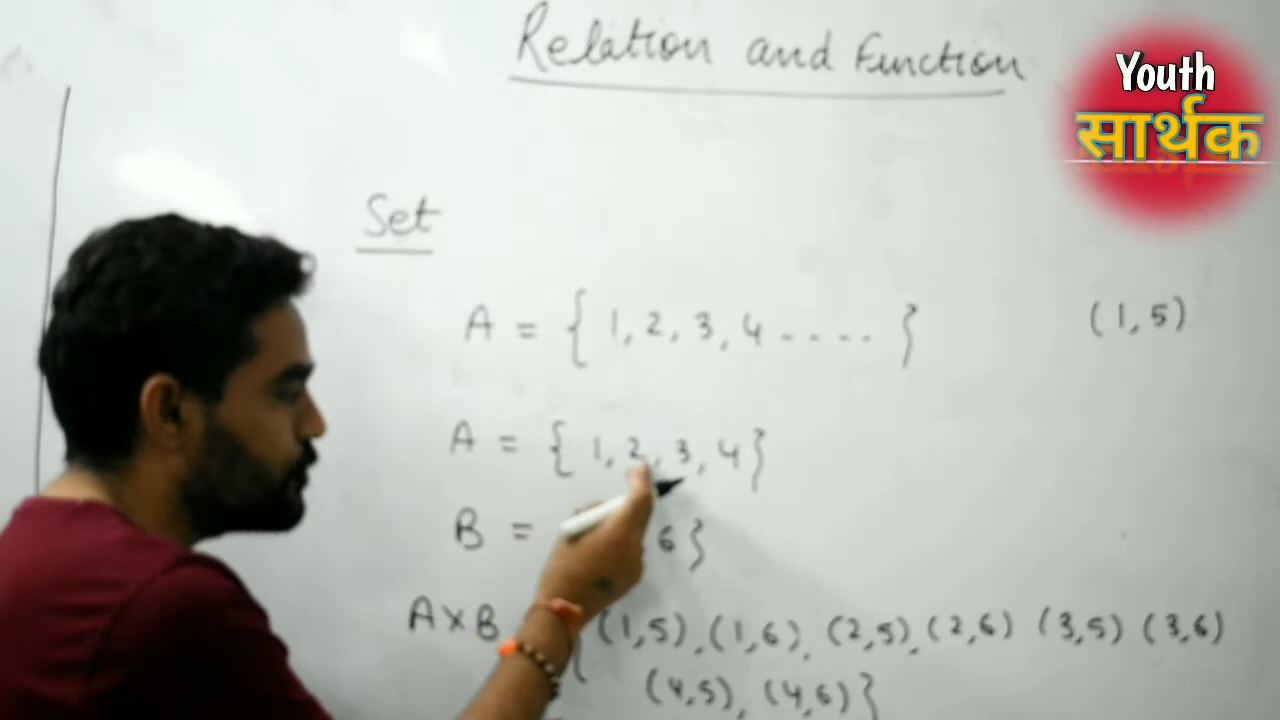 Relation and Function
Youth
सार्थक
Set
A = { 1, 2, 3, 4 - - - - }
(1, 5)
A = { 1, 2, 3, 4 }
B = 6 }
A×B { (1,5), (1,6), (2,5), (2,6) (3,5) (3,6)
(4,5), (4,6) }